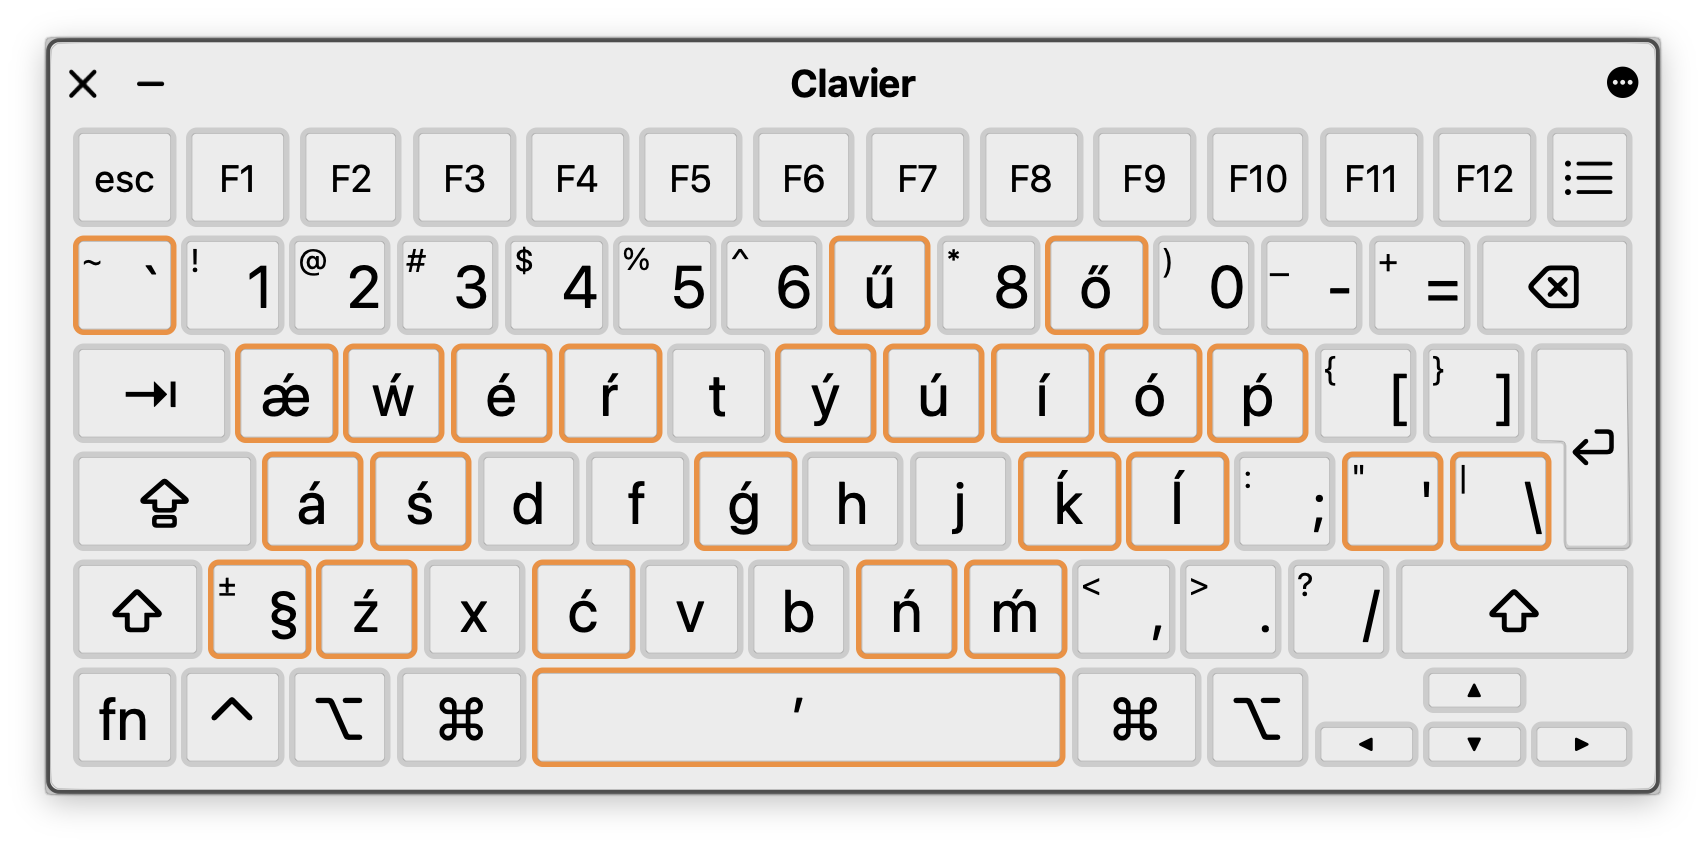 Clavier
esc F1 F2 F3 F4 F5 F6 F7 F8 F9 F10 F11 F12
~ ` ! 1 @ 2 # 3 $ 4 % 5 ^ 6 ű * 8 ő ) 0 _ - + =
ǽ ẃ é ŕ t ý ú í ó ṕ { [ } ]
á ś d f ǵ h j ḱ ĺ : ; " ' | \
± § ź x ć v b ń ḿ < , > . ? /
fn ^ ⌥ ⌘ ′ ⌘ ⌥